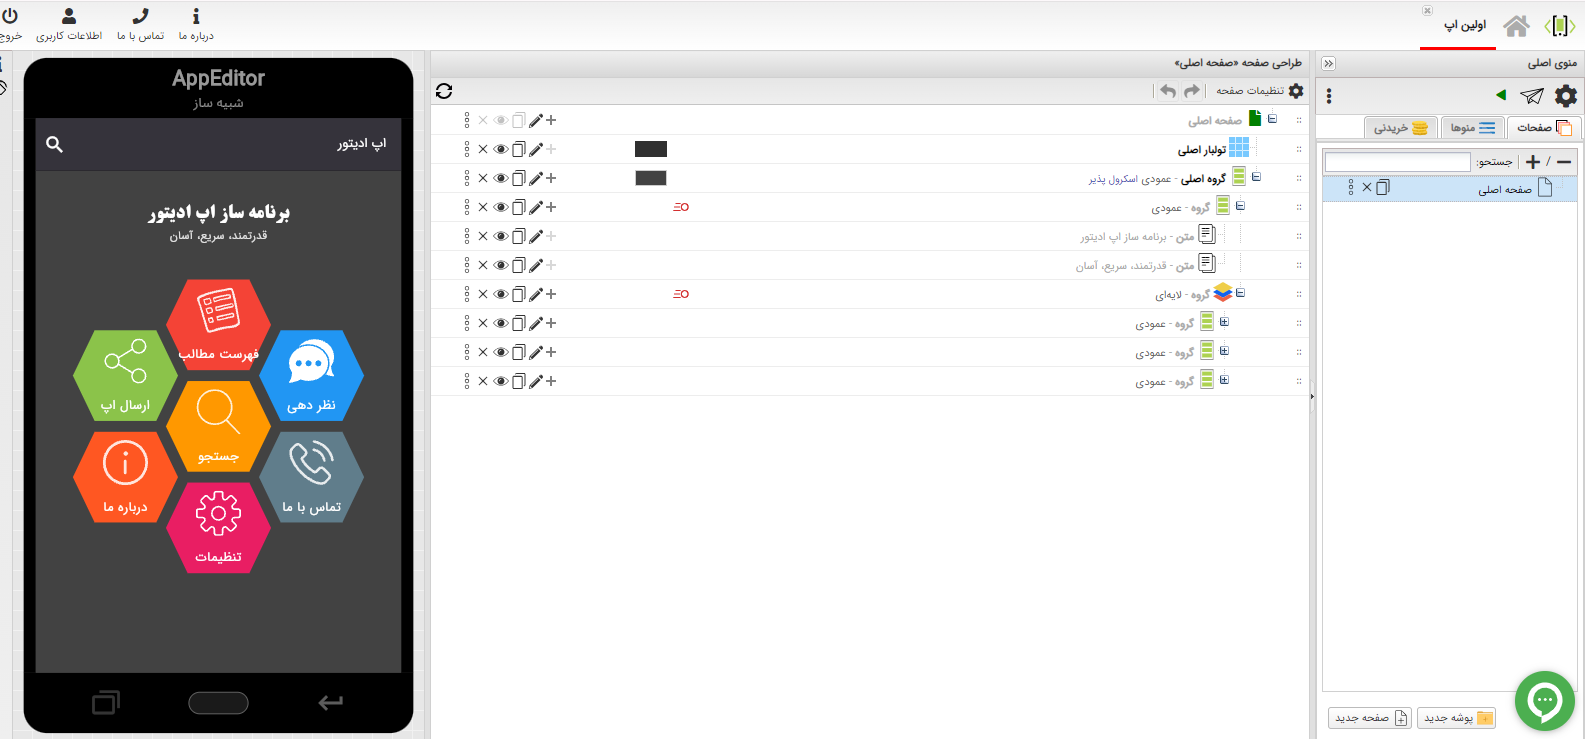 اولین اپ
درباره ما
تماس با ما
اطلاعات کاربری
خروج
منوی اصلی
صفحات
منوها
خریدنی
/
جستجو:
صفحه اصلی
پوشه جدید
صفحه جدید
طراحی صفحه «صفحه اصلی»
تنظیمات صفحه
صفحه اصلی
تولبار اصلی
گروه اصلی - عمودی اسکرول پذیر
گروه - عمودی
متن - برنامه ساز اپ ادیتور
متن - قدرتمند، سریع، آسان
گروه - لایه‌ای
گروه - عمودی
گروه - عمودی
گروه - عمودی
AppEditor
شبیه ساز
اپ ادیتور
برنامه ساز اپ ادیتور
قدرتمند، سریع، آسان
فهرست مطالب
نظر دهی
ارسال اپ
جستجو
تماس با ما
درباره ما
تنظیمات